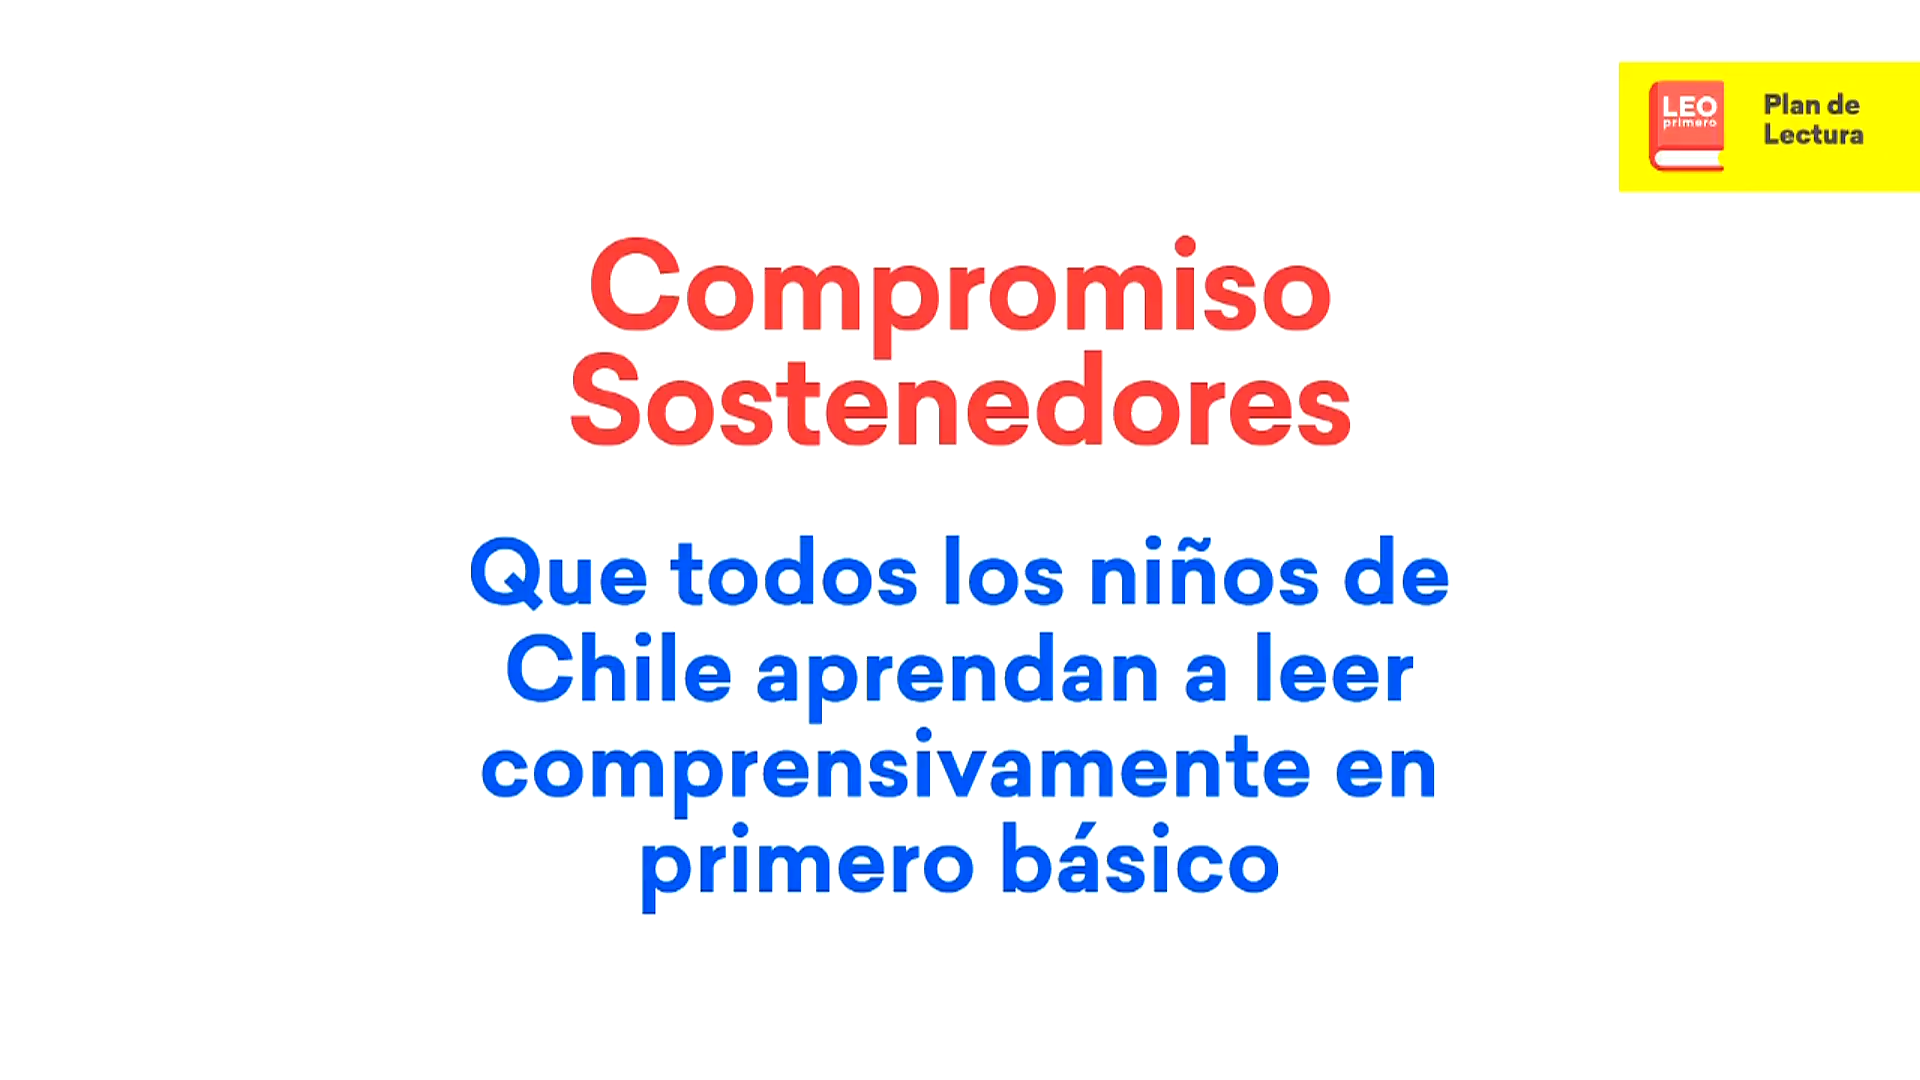 LEO
primero
Plan de
Lectura
Compromiso
Sostenedores
Que todos los niños de
Chile aprendan a leer
comprensivamente en
primero básico